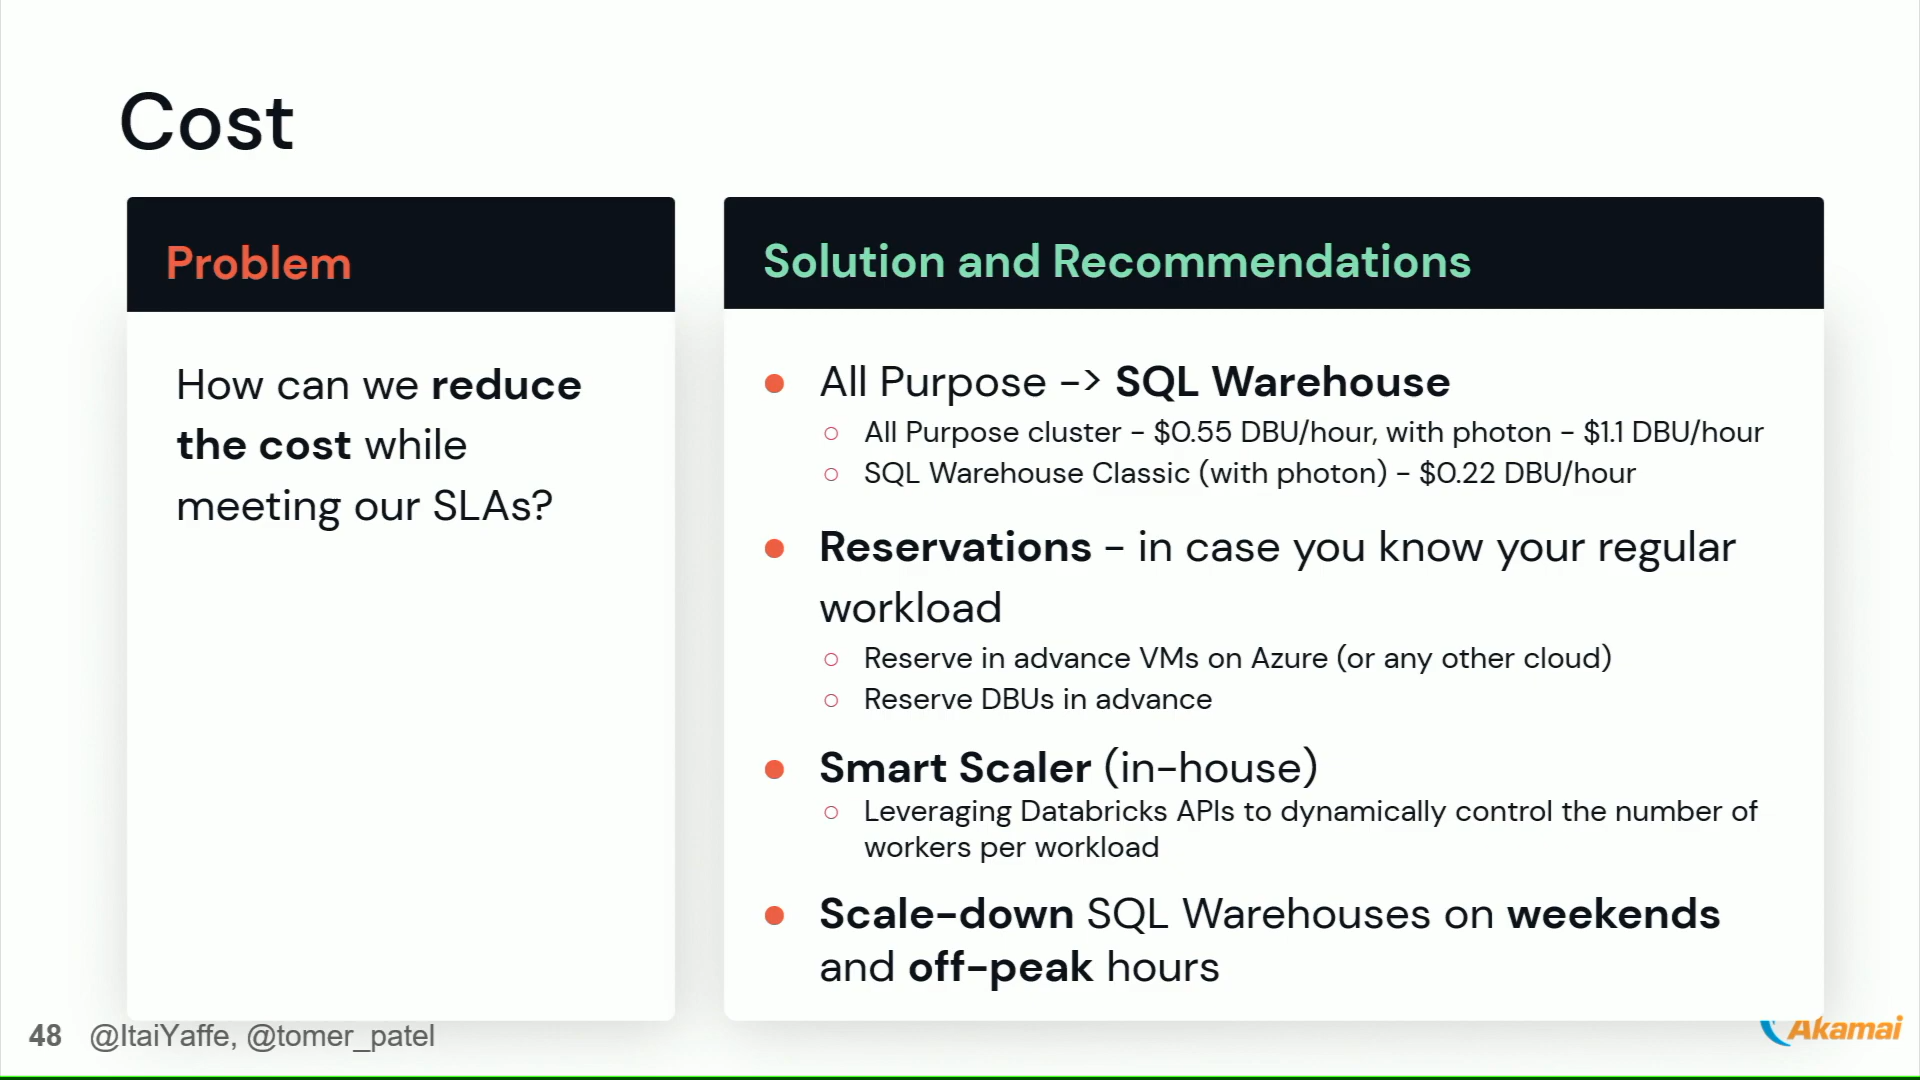 Cost
Problem
How can we reduce
the cost while
meeting our SLAs?
Solution and Recommendations
● All Purpose -> SQL Warehouse
○ All Purpose cluster - $0.55 DBU/hour, with photon - $1.1 DBU/hour
○ SQL Warehouse Classic (with photon) - $0.22 DBU/hour
● Reservations - in case you know your regular
workload
○ Reserve in advance VMs on Azure (or any other cloud)
○ Reserve DBUs in advance
● Smart Scaler (in-house)
○ Leveraging Databricks APIs to dynamically control the number of
workers per workload
● Scale-down SQL Warehouses on weekends
and off-peak hours
48 @ItaiYaffe, @tomer_patel
Akamai